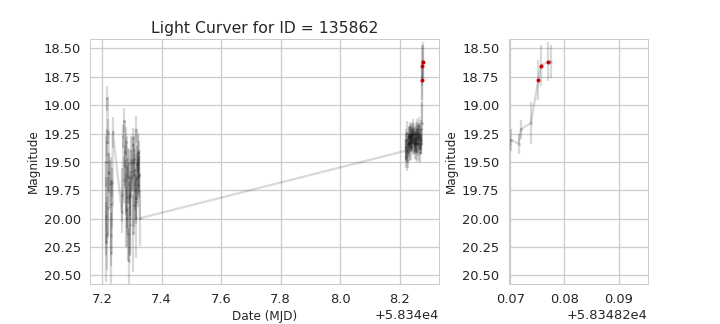 Light Curver for ID = 135862
18.50
18.75
19.00
19.25
19.50
19.75
20.00
20.25
20.50
Magnitude
7.2 7.4 7.6 7.8 8.0 8.2
Date (MJD)
+5.834e4
18.50
18.75
19.00
19.25
19.50
19.75
20.00
20.25
20.50
Magnitude
0.07 0.08 0.09
+5.83482e4